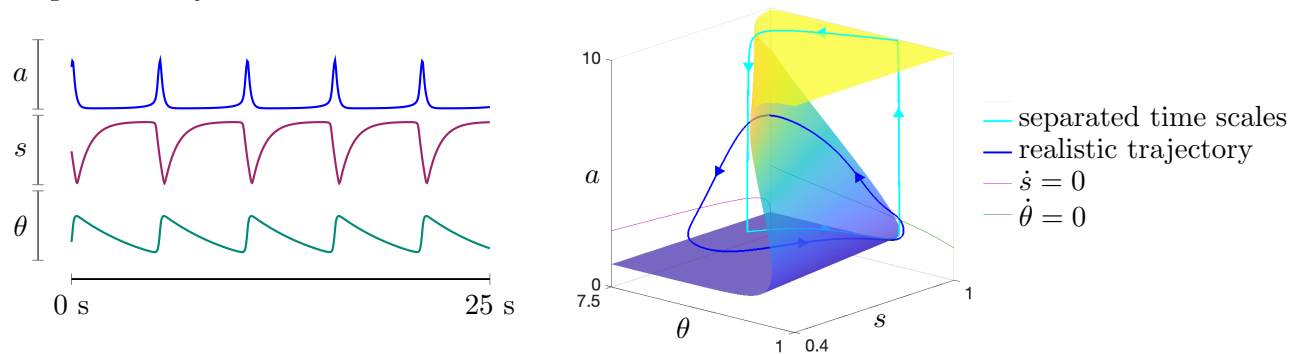 a
s
θ
0 s
25 s
10
a
0
7.5
θ
1
0.4
s
1
separated time scales
realistic trajectory
ṡ = 0
θ̇ = 0